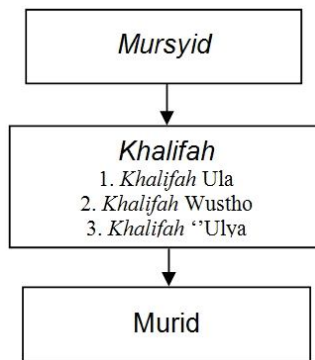 Mursyid
Khalifah
1. Khalifah Ula
2. Khalifah Wustho
3. Khalifah ‘’Ulya
Murid